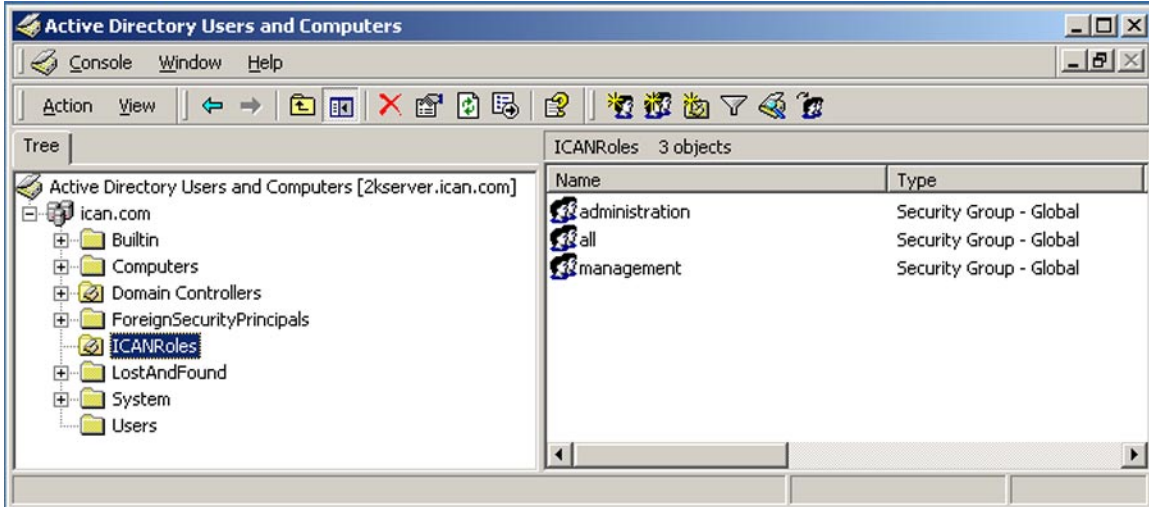 Active Directory Users and Computers
Console Window Help
Action View
Tree
ICANRoles 3 objects
Active Directory Users and Computers [2kserver.ican.com]
ican.com
Builtin
Computers
Domain Controllers
ForeignSecurityPrincipals
ICANRoles
LostAndFound
System
Users
Name Type
administration Security Group - Global
all Security Group - Global
management Security Group - Global